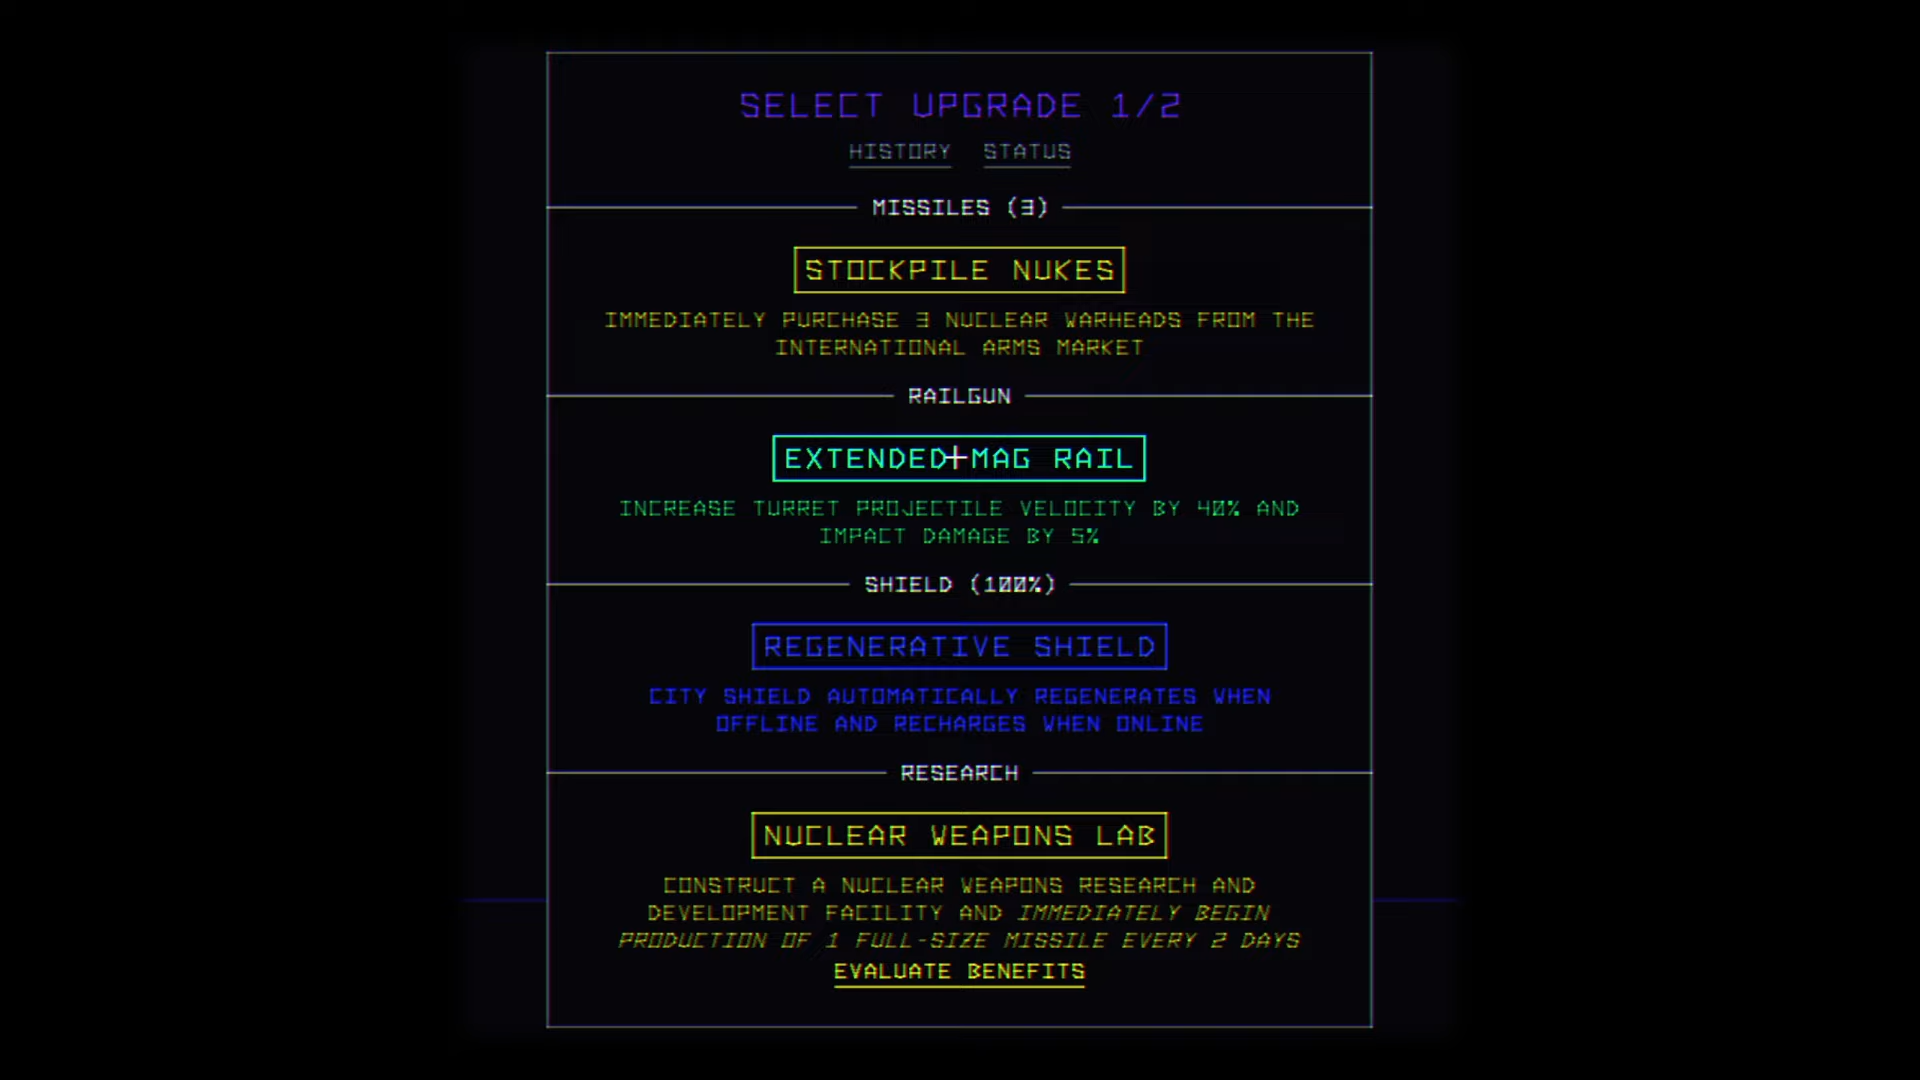 SELECT UPGRADE 1/2
HISTORY STATUS
MISSILES (3)
STOCKPILE NUKES
IMMEDIATELY PURCHASE 3 NUCLEAR WARHEADS FROM THE
INTERNATIONAL ARMS MARKET
RAILGUN
EXTENDED MAG RAIL
INCREASE TURRET PROJECTILE VELOCITY BY 40% AND
IMPACT DAMAGE BY 5%
SHIELD (100%)
REGENERATIVE SHIELD
CITY SHIELD AUTOMATICALLY REGENERATES WHEN
OFFLINE AND RECHARGES WHEN ONLINE
RESEARCH
NUCLEAR WEAPONS LAB
CONSTRUCT A NUCLEAR WEAPONS RESEARCH AND
DEVELOPMENT FACILITY AND IMMEDIATELY BEGIN
PRODUCTION OF 1 FULL-SIZE MISSILE EVERY 2 DAYS
EVALUATE BENEFITS